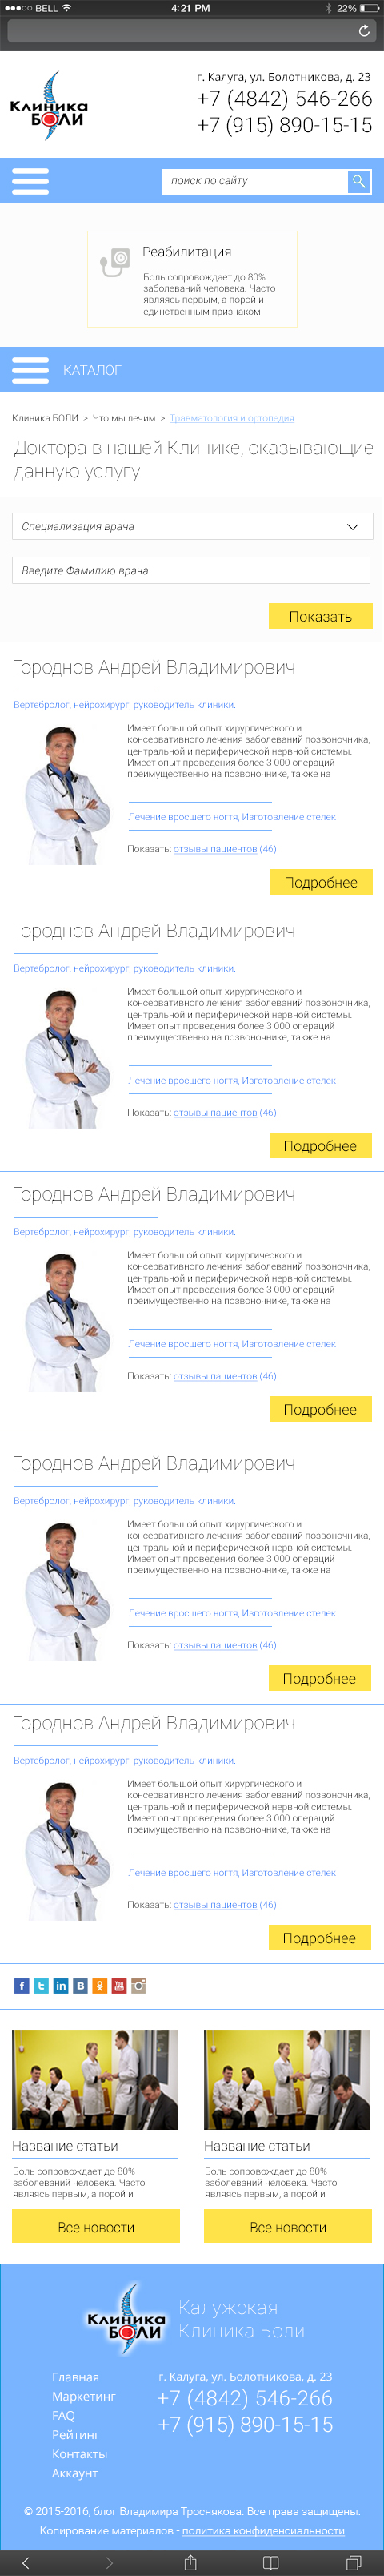 BELL 4:21 PM 22%
Клиника
БОЛИ
г. Калуга, ул. Болотникова, д. 23
+7 (4842) 546-266
+7 (915) 890-15-15
поиск по сайту
Реабилитация
Боль сопровождает до 80%
заболеваний человека. Часто
являясь первым, а порой и
единственным признаком
КАТАЛОГ
Клиника БОЛИ > Что мы лечим > Травматология и ортопедия
Доктора в нашей Клинике, оказывающие
данную услугу
Специализация врача
Введите Фамилию врача
Показать
Городнов Андрей Владимирович
Вертебролог, нейрохирург, руководитель клиники.
Имеет большой опыт хирургического и
консервативного лечения заболеваний позвоночника,
центральной и периферической нервной системы.
Имеет опыт проведения более 3 000 операций
преимущественно на позвоночнике, также на
Лечение вросшего ногтя, Изготовление стелек
Показать: отзывы пациентов (46)
Подробнее
Городнов Андрей Владимирович
Вертебролог, нейрохирург, руководитель клиники.
Имеет большой опыт хирургического и
консервативного лечения заболеваний позвоночника,
центральной и периферической нервной системы.
Имеет опыт проведения более 3 000 операций
преимущественно на позвоночнике, также на
Лечение вросшего ногтя, Изготовление стелек
Показать: отзывы пациентов (46)
Подробнее
Городнов Андрей Владимирович
Вертебролог, нейрохирург, руководитель клиники.
Имеет большой опыт хирургического и
консервативного лечения заболеваний позвоночника,
центральной и периферической нервной системы.
Имеет опыт проведения более 3 000 операций
преимущественно на позвоночнике, также на
Лечение вросшего ногтя, Изготовление стелек
Показать: отзывы пациентов (46)
Подробнее
Городнов Андрей Владимирович
Вертебролог, нейрохирург, руководитель клиники.
Имеет большой опыт хирургического и
консервативного лечения заболеваний позвоночника,
центральной и периферической нервной системы.
Имеет опыт проведения более 3 000 операций
преимущественно на позвоночнике, также на
Лечение вросшего ногтя, Изготовление стелек
Показать: отзывы пациентов (46)
Подробнее
Городнов Андрей Владимирович
Вертебролог, нейрохирург, руководитель клиники.
Имеет большой опыт хирургического и
консервативного лечения заболеваний позвоночника,
центральной и периферической нервной системы.
Имеет опыт проведения более 3 000 операций
преимущественно на позвоночнике, также на
Лечение вросшего ногтя, Изготовление стелек
Показать: отзывы пациентов (46)
Подробнее
Название статьи
Боль сопровождает до 80%
заболеваний человека. Часто
являясь первым, а порой и
Все новости
Название статьи
Боль сопровождает до 80%
заболеваний человека. Часто
являясь первым, а порой и
Все новости
Клиника
БОЛИ
Калужская
Клиника Боли
Главная
Маркетинг
FAQ
Рейтинг
Контакты
Аккаунт
г. Калуга, ул. Болотникова, д. 23
+7 (4842) 546-266
+7 (915) 890-15-15
© 2015-2016, блог Владимира Троснякова. Все права защищены.
Копирование материалов - политика конфиденсиальности